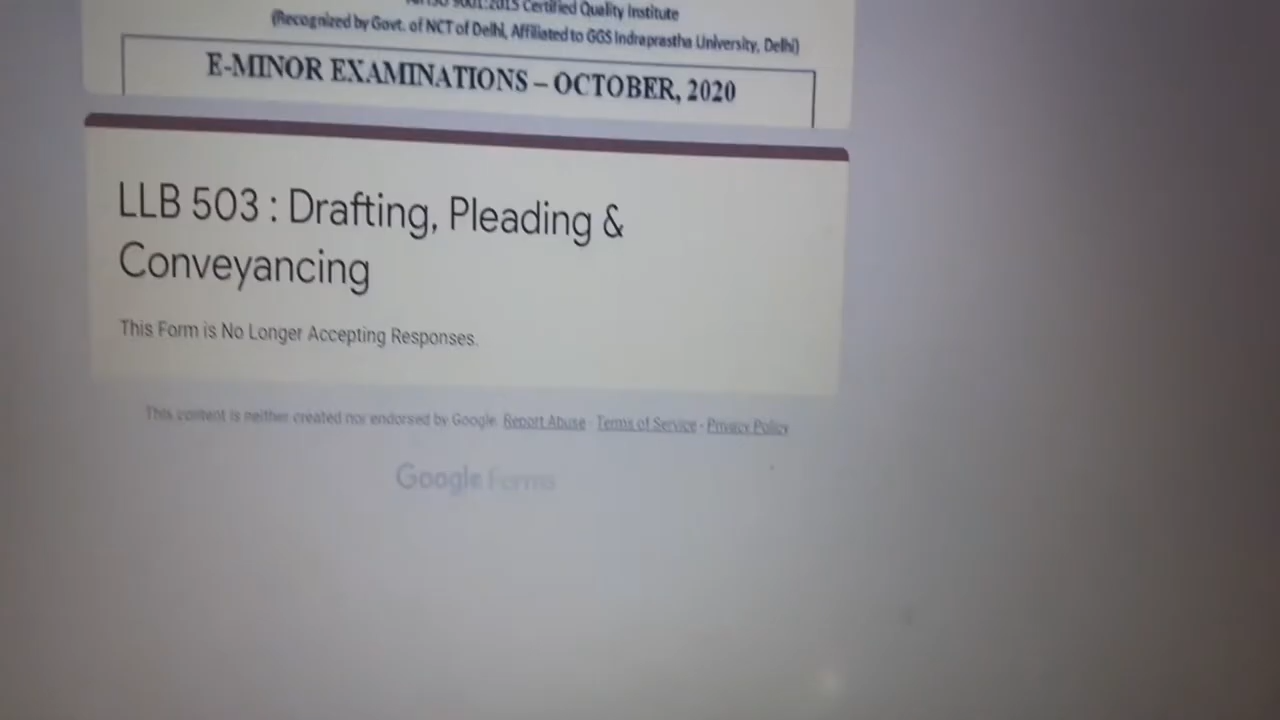 9001:2015 Certified Quality Institute
(Recognized by Govt. of NCT of Delhi, Affiliated to GGS Indraprastha University, Delhi)
E-MINOR EXAMINATIONS – OCTOBER, 2020
LLB 503 : Drafting, Pleading &
Conveyancing
This Form is No Longer Accepting Responses.
This content is neither created nor endorsed by Google. Report Abuse - Terms of Service - Privacy Policy
Google Forms